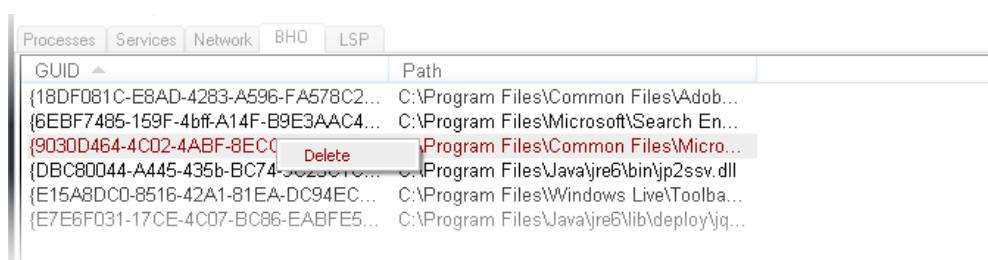 Processes Services Network BHO LSP
GUID Path
{18DF081C-E8AD-4283-A596-FA578C2... C:\Program Files\Common Files\Adob...
{6EBF7485-159F-4bff-A14F-B9E3AAC4... C:\Program Files\Microsoft\Search En...
{9030D464-4C02-4ABF-8ECC Delete \Program Files\Common Files\Micro...
{DBC80044-A445-435b-BC74-9C25C1C... C:\Program Files\Java\jre6\bin\jp2ssv.dll
{E15A8DC0-8516-42A1-81EA-DC94EC... C:\Program Files\Windows Live\Toolba...
{E7E6F031-17CE-4C07-BC86-EABFE5... C:\Program Files\Java\jre6\lib\deploy\jq...